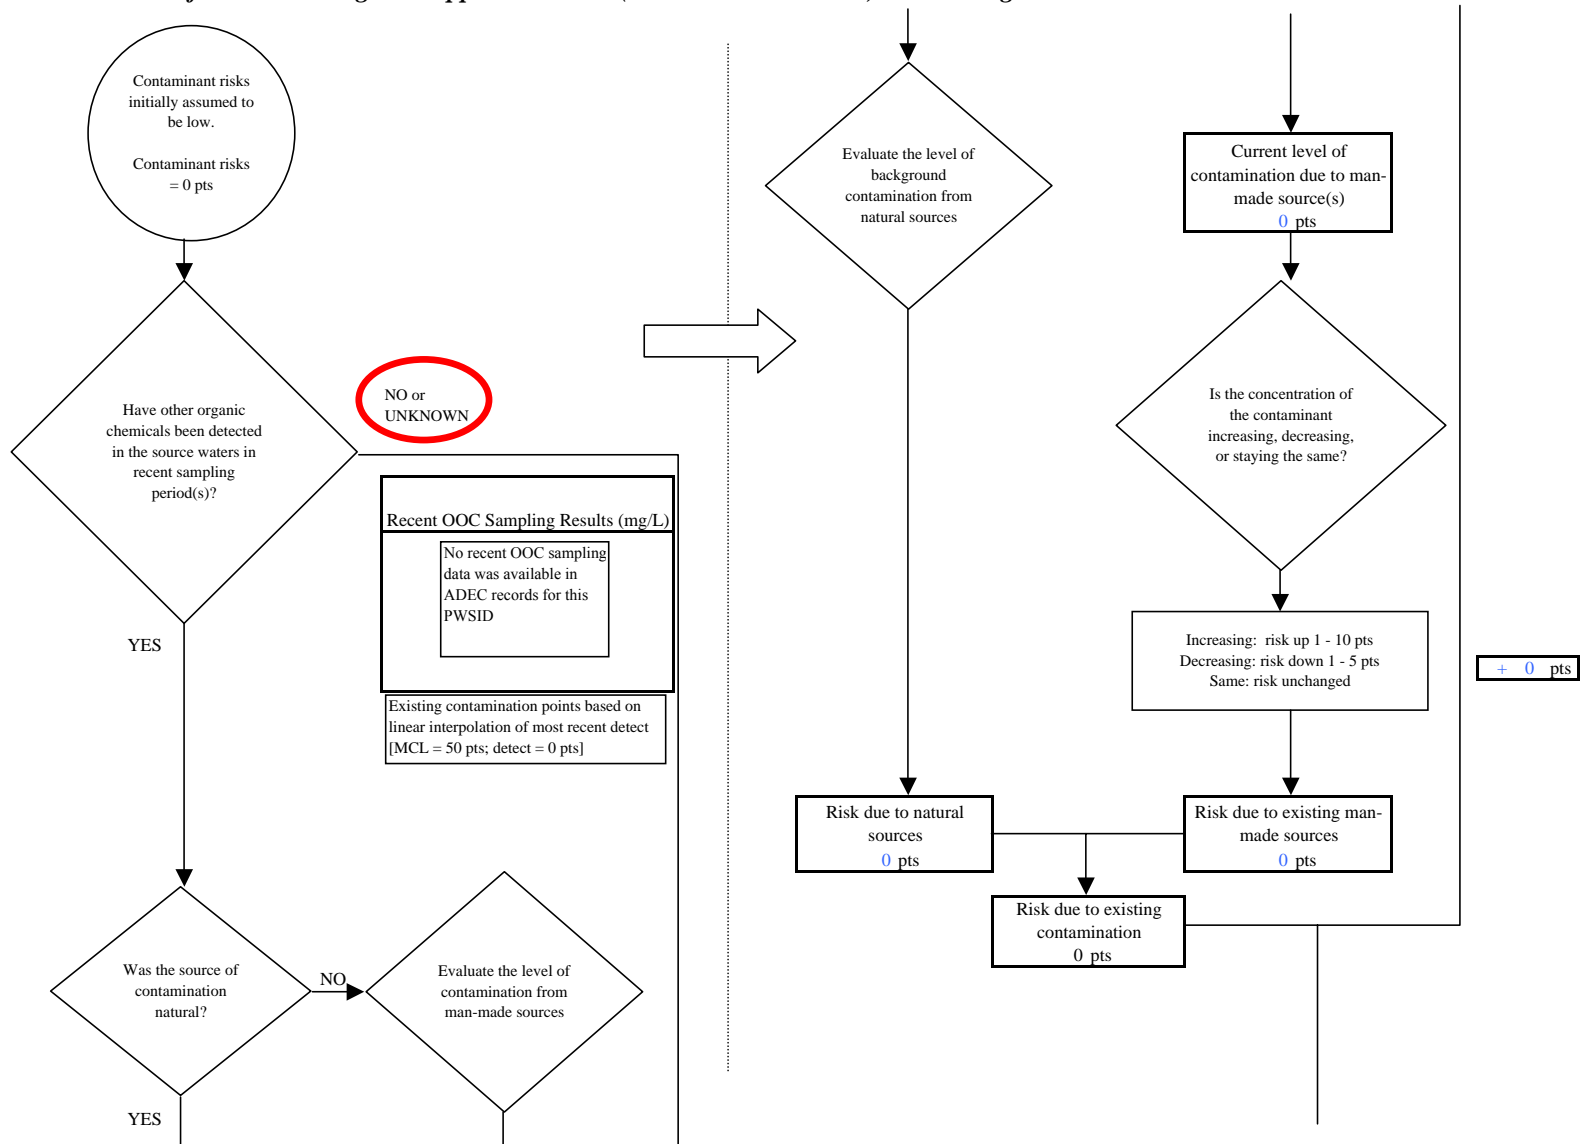 Contaminant risks
initially assumed to
be low.
Contaminant risks
= 0 pts
Have other organic
chemicals been detected
in the source waters in
recent sampling
period(s)?
NO or
UNKNOWN
Recent OOC Sampling Results (mg/L)
No recent OOC sampling
data was available in
ADEC records for this
PWSID
Existing contamination points based on
linear interpolation of most recent detect
[MCL = 50 pts; detect = 0 pts]
YES
Was the source of
contamination
natural?
NO
Evaluate the level of
contamination from
man-made sources
YES
Evaluate the level of
background
contamination from
natural sources
Current level of
contamination due to man-
made source(s)
0 pts
Is the concentration of
the contaminant
increasing, decreasing,
or staying the same?
Increasing: risk up 1 - 10 pts
Decreasing: risk down 1 - 5 pts
Same: risk unchanged
+ 0 pts
Risk due to natural
sources
0 pts
Risk due to existing man-
made sources
0 pts
Risk due to existing
contamination
0 pts